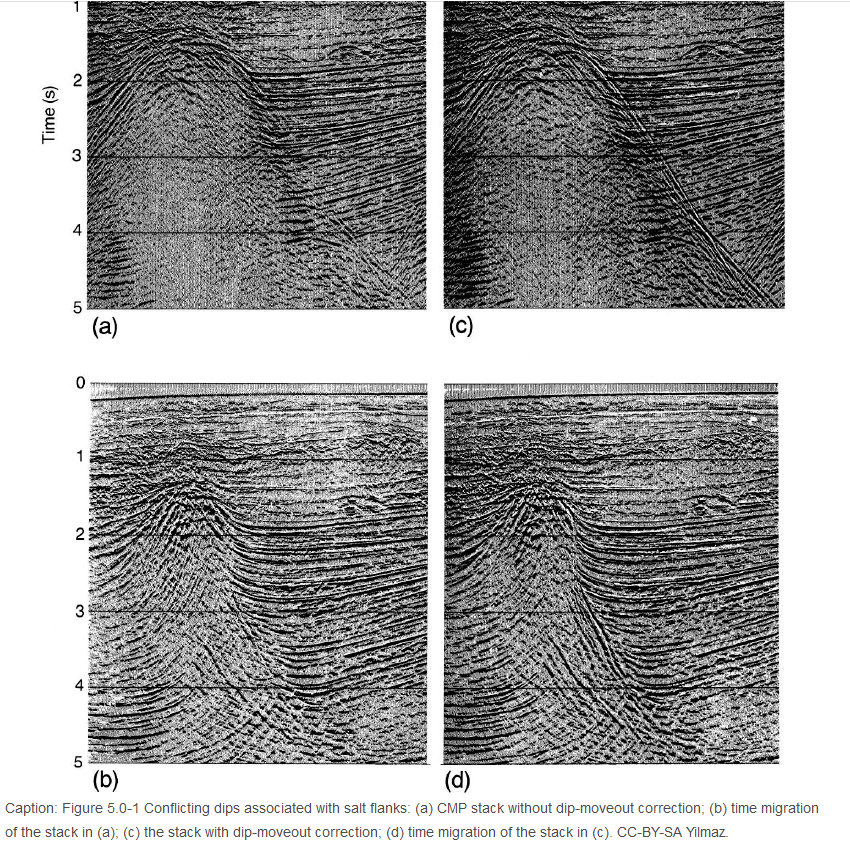 1
2
Time (s)
3
4
5
(a)
(c)
0
1
2
3
4
5
(b)
(d)
Caption: Figure 5.0-1 Conflicting dips associated with salt flanks: (a) CMP stack without dip-moveout correction; (b) time migration
of the stack in (a); (c) the stack with dip-moveout correction; (d) time migration of the stack in (c). CC-BY-SA Yilmaz.